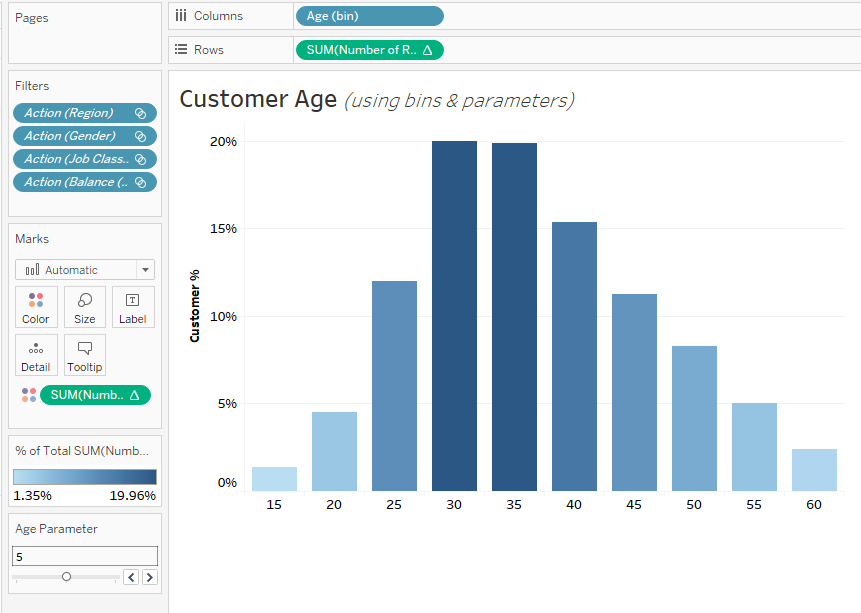 Pages
Columns
Age (bin)
Rows
SUM(Number of R..
Filters
Action (Region)
Action (Gender)
Action (Job Class..
Action (Balance (..
Marks
Automatic
Color
Size
Label
Detail
Tooltip
SUM(Numb..
% of Total SUM(Numb...
1.35%
19.96%
Age Parameter
5
Customer Age (using bins & parameters)
Customer %
20%
15%
10%
5%
0%
15 20 25 30 35 40 45 50 55 60